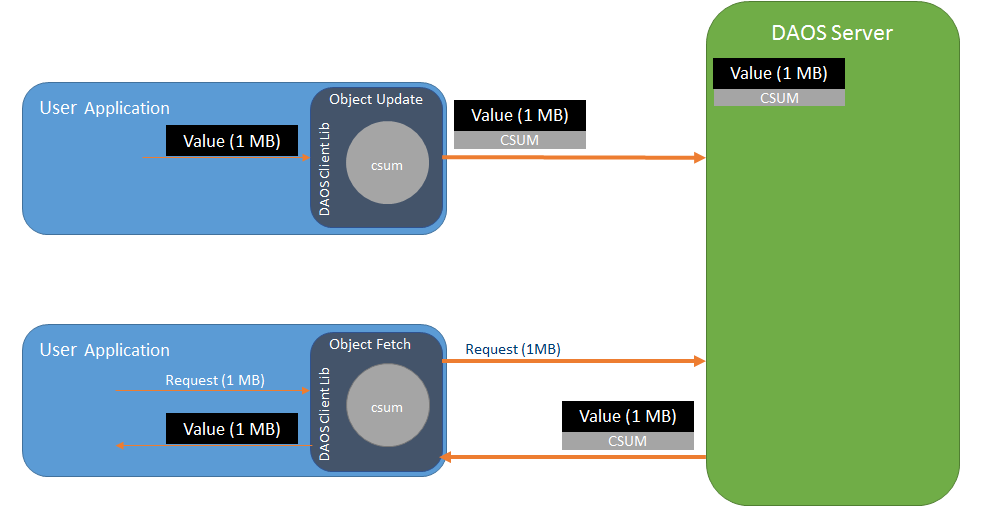 DAOS Server
Value (1 MB)
CSUM
User Application
Value (1 MB)
Object Update
DAOS Client Lib
csum
Value (1 MB)
CSUM
User Application
Request (1 MB)
Value (1 MB)
Object Fetch
DAOS Client Lib
csum
Request (1MB)
Value (1 MB)
CSUM